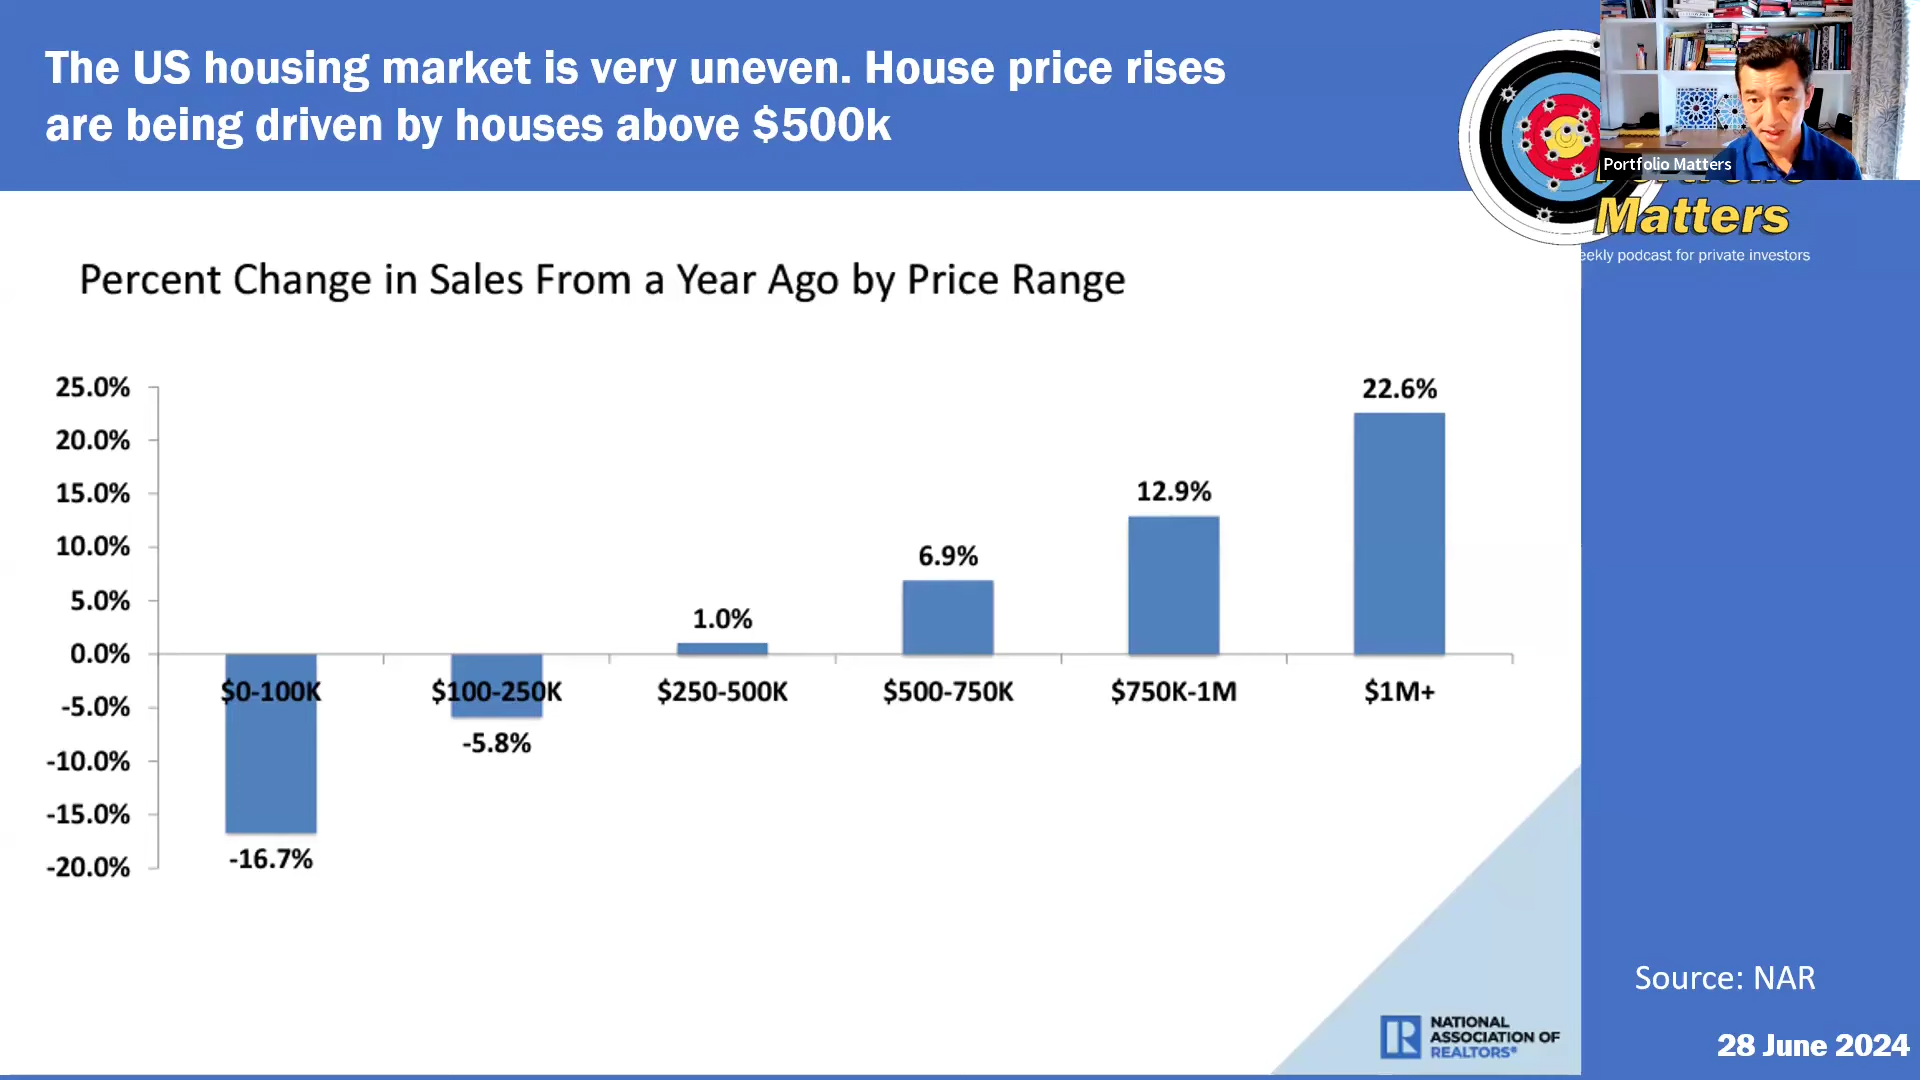 The US housing market is very uneven. House price rises
are being driven by houses above $500k
Portfolio Matters
Matters
eekly podcast for private investors
Percent Change in Sales From a Year Ago by Price Range
25.0%
20.0%
15.0%
10.0%
5.0%
0.0%
-5.0%
-10.0%
-15.0%
-20.0%
22.6%
12.9%
6.9%
1.0%
$0-100K $100-250K $250-500K $500-750K $750K-1M $1M+
-5.8%
-16.7%
Source: NAR
NATIONAL
ASSOCIATION OF
REALTORS®
28 June 2024